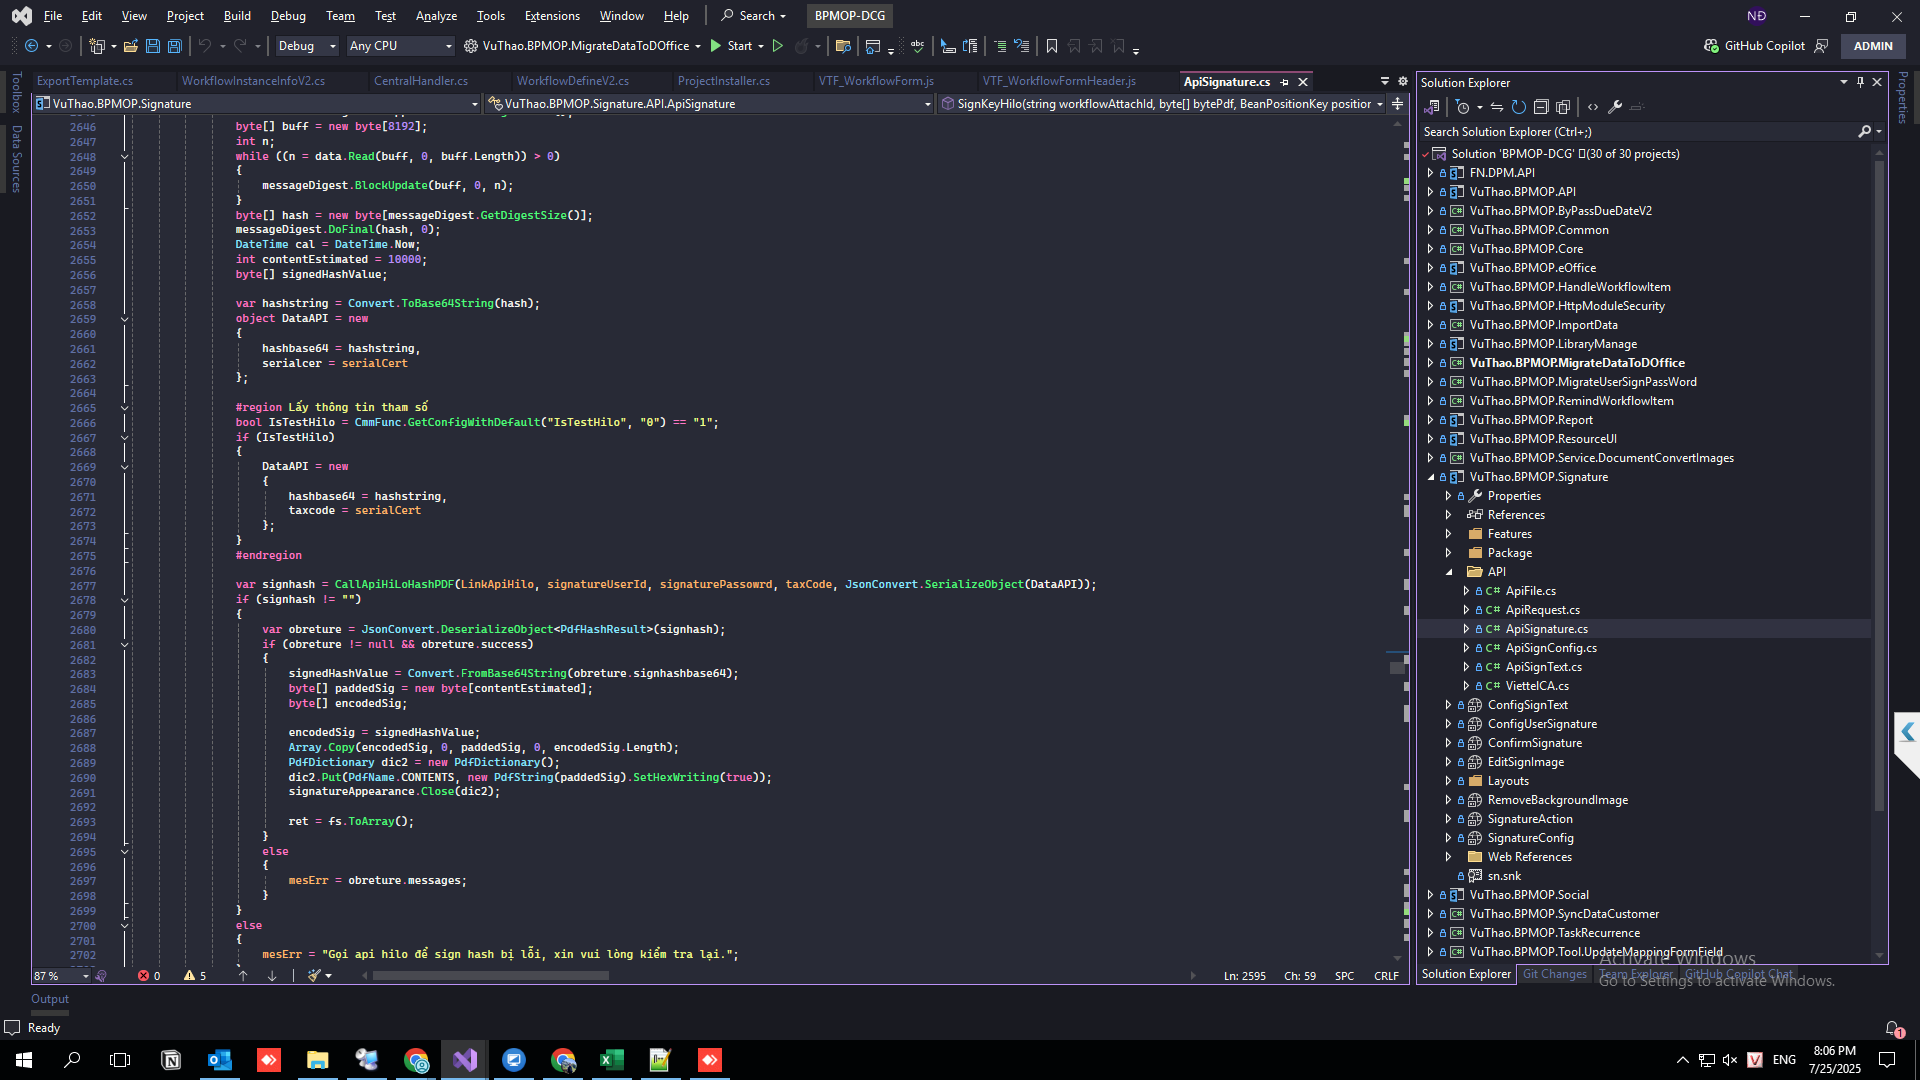 File Edit View Project Build Debug Team Test Analyze Tools Extensions Window Help Search BPMOP-DCG NĐ
Debug Any CPU VuThao.BPMOP.MigrateDataToDOffice Start GitHub Copilot ADMIN
Toolbox
Data Sources
ExportTemplate.cs WorkflowInstanceInfoV2.cs CentralHandler.cs WorkflowDefineV2.cs ProjectInstaller.cs VTF_WorkflowForm.js VTF_WorkflowFormHeader.js ApiSignature.cs
VuThao.BPMOP.Signature VuThao.BPMOP.Signature.API.ApiSignature SignKeyHilo(string workflowAttachId, byte[] bytePdf, BeanPositionKey position
2646 byte[] buff = new byte[8192];
2647 int n;
2648 while ((n = data.Read(buff, 0, buff.Length)) > 0)
2649 {
2650 messageDigest.BlockUpdate(buff, 0, n);
2651 }
2652 byte[] hash = new byte[messageDigest.GetDigestSize()];
2653 messageDigest.DoFinal(hash, 0);
2654 DateTime cal = DateTime.Now;
2655 int contentEstimated = 10000;
2656 byte[] signedHashValue;
2657
2658 var hashstring = Convert.ToBase64String(hash);
2659 object DataAPI = new
2660 {
2661 hashbase64 = hashstring,
2662 serialcer = serialCert
2663 };
2664
2665 #region Lấy thông tin tham số
2666 bool IsTestHilo = CmmFunc.GetConfigWithDefault("IsTestHilo", "0") == "1";
2667 if (IsTestHilo)
2668 {
2669 DataAPI = new
2670 {
2671 hashbase64 = hashstring,
2672 taxcode = serialCert
2673 };
2674 }
2675 #endregion
2676
2677 var signhash = CallApiHiLoHashPDF(LinkApiHilo, signatureUserId, signaturePassowrd, taxCode, JsonConvert.SerializeObject(DataAPI));
2678 if (signhash != "")
2679 {
2680 var obreture = JsonConvert.DeserializeObject<PdfHashResult>(signhash);
2681 if (obreture != null && obreture.success)
2682 {
2683 signedHashValue = Convert.FromBase64String(obreture.signhashbase64);
2684 byte[] paddedSig = new byte[contentEstimated];
2685 byte[] encodedSig;
2686
2687 encodedSig = signedHashValue;
2688 Array.Copy(encodedSig, 0, paddedSig, 0, encodedSig.Length);
2689 PdfDictionary dic2 = new PdfDictionary();
2690 dic2.Put(PdfName.CONTENTS, new PdfString(paddedSig).SetHexWriting(true));
2691 signatureAppearance.Close(dic2);
2692
2693 ret = fs.ToArray();
2694 }
2695 else
2696 {
2697 mesErr = obreture.messages;
2698 }
2699 }
2700 else
2701 {
2702 mesErr = "Gọi api hilo để sign hash bị lỗi, xin vui lòng kiểm tra lại.";
87 % 0 5 Ln: 2595 Ch: 59 SPC CRLF
Output
Ready
Solution Explorer
Properties
Search Solution Explorer (Ctrl+;)
Solution 'BPMOP-DCG' (30 of 30 projects)
FN.DPM.API
VuThao.BPMOP.API
VuThao.BPMOP.ByPassDueDateV2
VuThao.BPMOP.Common
VuThao.BPMOP.Core
VuThao.BPMOP.eOffice
VuThao.BPMOP.HandleWorkflowItem
VuThao.BPMOP.HttpModuleSecurity
VuThao.BPMOP.ImportData
VuThao.BPMOP.LibraryManage
VuThao.BPMOP.MigrateDataToDOffice
VuThao.BPMOP.MigrateUserSignPassWord
VuThao.BPMOP.RemindWorkflowItem
VuThao.BPMOP.Report
VuThao.BPMOP.ResourceUI
VuThao.BPMOP.Service.DocumentConvertImages
VuThao.BPMOP.Signature
Properties
References
Features
Package
API
C# ApiFile.cs
C# ApiRequest.cs
C# ApiSignature.cs
C# ApiSignConfig.cs
C# ApiSignText.cs
C# ViettelCA.cs
ConfigSignText
ConfigUserSignature
ConfirmSignature
EditSignImage
Layouts
RemoveBackgroundImage
SignatureAction
SignatureConfig
Web References
sn.snk
VuThao.BPMOP.Social
VuThao.BPMOP.SyncDataCustomer
VuThao.BPMOP.TaskRecurrence
VuThao.BPMOP.Tool.UpdateMappingFormField
Solution Explorer Git Changes Team Explorer GitHub Copilot Chat
Activate Windows
Go to Settings to activate Windows.
1
ENG 8:06 PM
7/25/2025